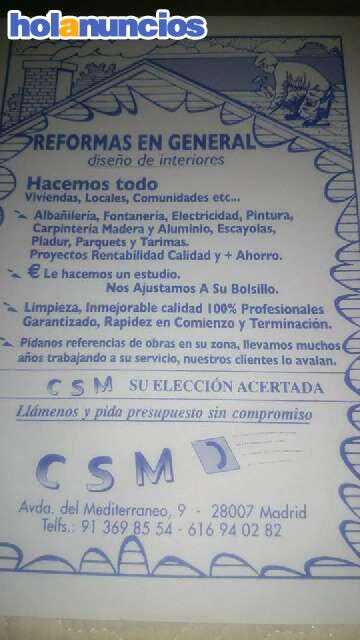 holanuncios
REFORMAS EN GENERAL
diseño de interiores
Hacemos todo
Viviendas, Locales, Comunidades etc...
Albañilería, Fontanería, Electricidad, Pintura,
Carpintería Madera y Aluminio, Escayolas,
Pladur, Parquets y Tarimas.
Proyectos Rentabilidad Calidad y + Ahorro.
€ Le hacemos un estudio.
Nos Ajustamos A Su Bolsillo.
Limpieza, Inmejorable calidad 100% Profesionales
Garantizado, Rapidez en Comienzo y Terminación.
Pídanos referencias de obras en su zona, llevamos muchos
años trabajando a su servicio, nuestros clientes lo avalan.
CSM SU ELECCIÓN ACERTADA
Llámenos y pida presupuesto sin compromiso
CSM
Avda. del Mediterraneo, 9 - 28007 Madrid
Telfs.: 91 369 85 54 - 616 94 02 82